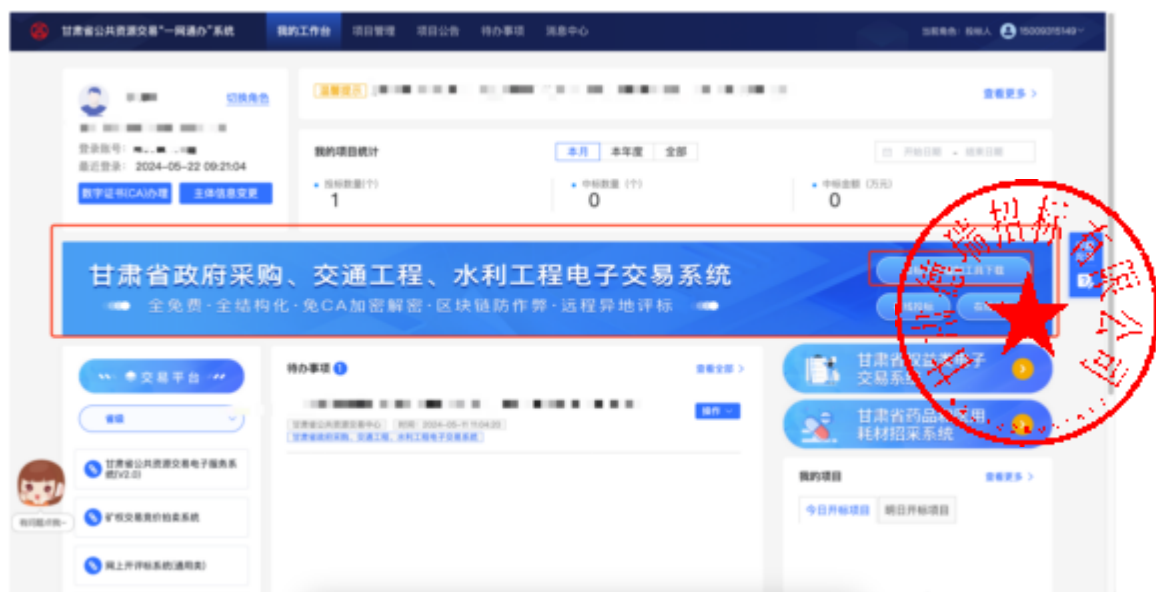 甘肃省公共资源交易“一网通办”系统 我的工作台 项目管理 项目公告 待办事项 消息中心 当前角色: 投标人 15009315149
切换角色
登录账号:
最近登录: 2024-05-22 09:21:04
数字证书(CA)办理 主体信息变更
温馨提示 查看更多 >
我的项目统计 本月 本年度 全部 开始日期 - 结束日期
投标数量(个) 中标数量 (个) 中标金额 (万元)
1 0 0
甘肃省政府采购、交通工程、水利工程电子交易系统
全免费·全结构化·免CA加密解密·区块链防作弊·远程异地评标
工具下载
交易平台
省级
甘肃省公共资源交易电子服务系
统(V2.0)
矿权交易竞价拍卖系统
网上开评标系统(通用类)
有问题点我~
待办事项 1 查看全部 >
操作
甘肃省公共资源交易中心 时间: 2024-05-11 11:04:20
甘肃省政府采购、交通工程、水利工程电子交易系统
甘肃省权益类电子
交易系统
甘肃省药品和医用
耗材招采系统
我的项目 查看更多 >
今日开标项目 明日开标项目